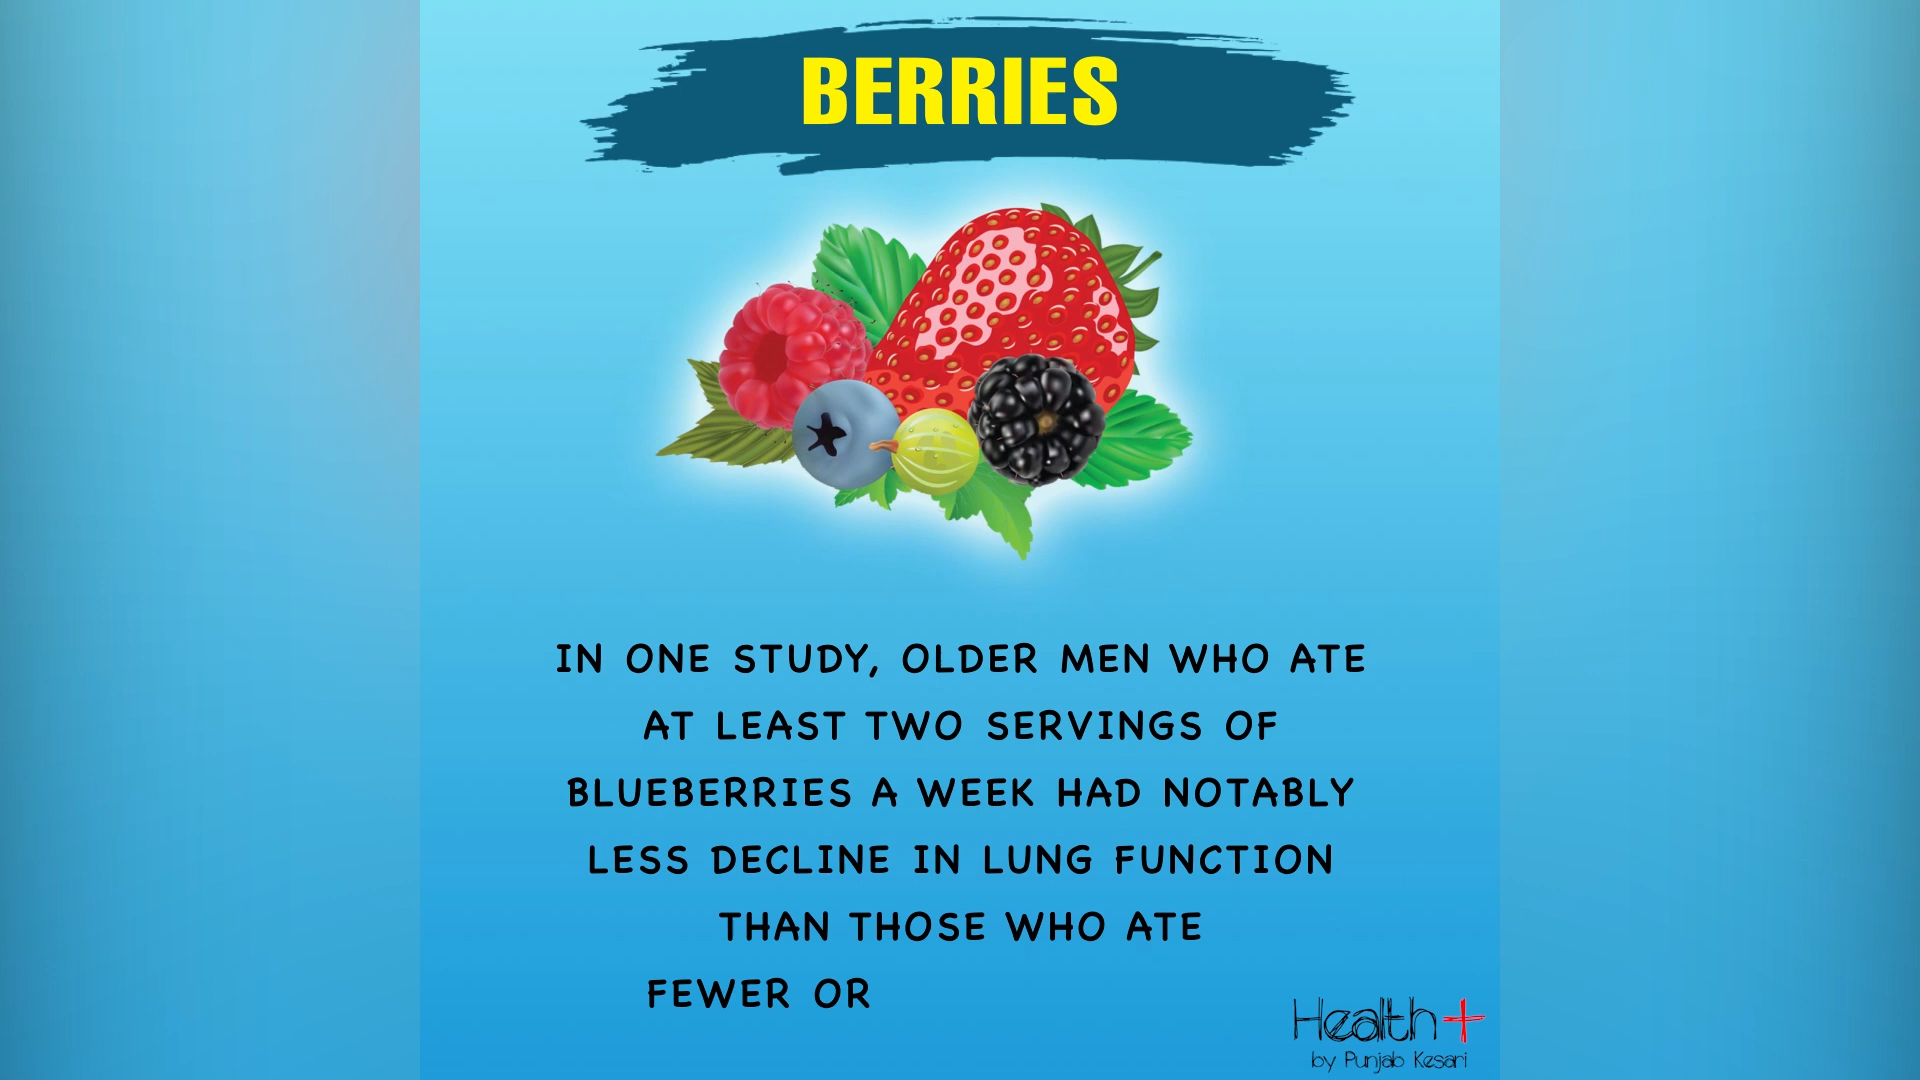 BERRIES
IN ONE STUDY, OLDER MEN WHO ATE
AT LEAST TWO SERVINGS OF
BLUEBERRIES A WEEK HAD NOTABLY
LESS DECLINE IN LUNG FUNCTION
THAN THOSE WHO ATE
FEWER OR
Health+
by Punjab Kesari